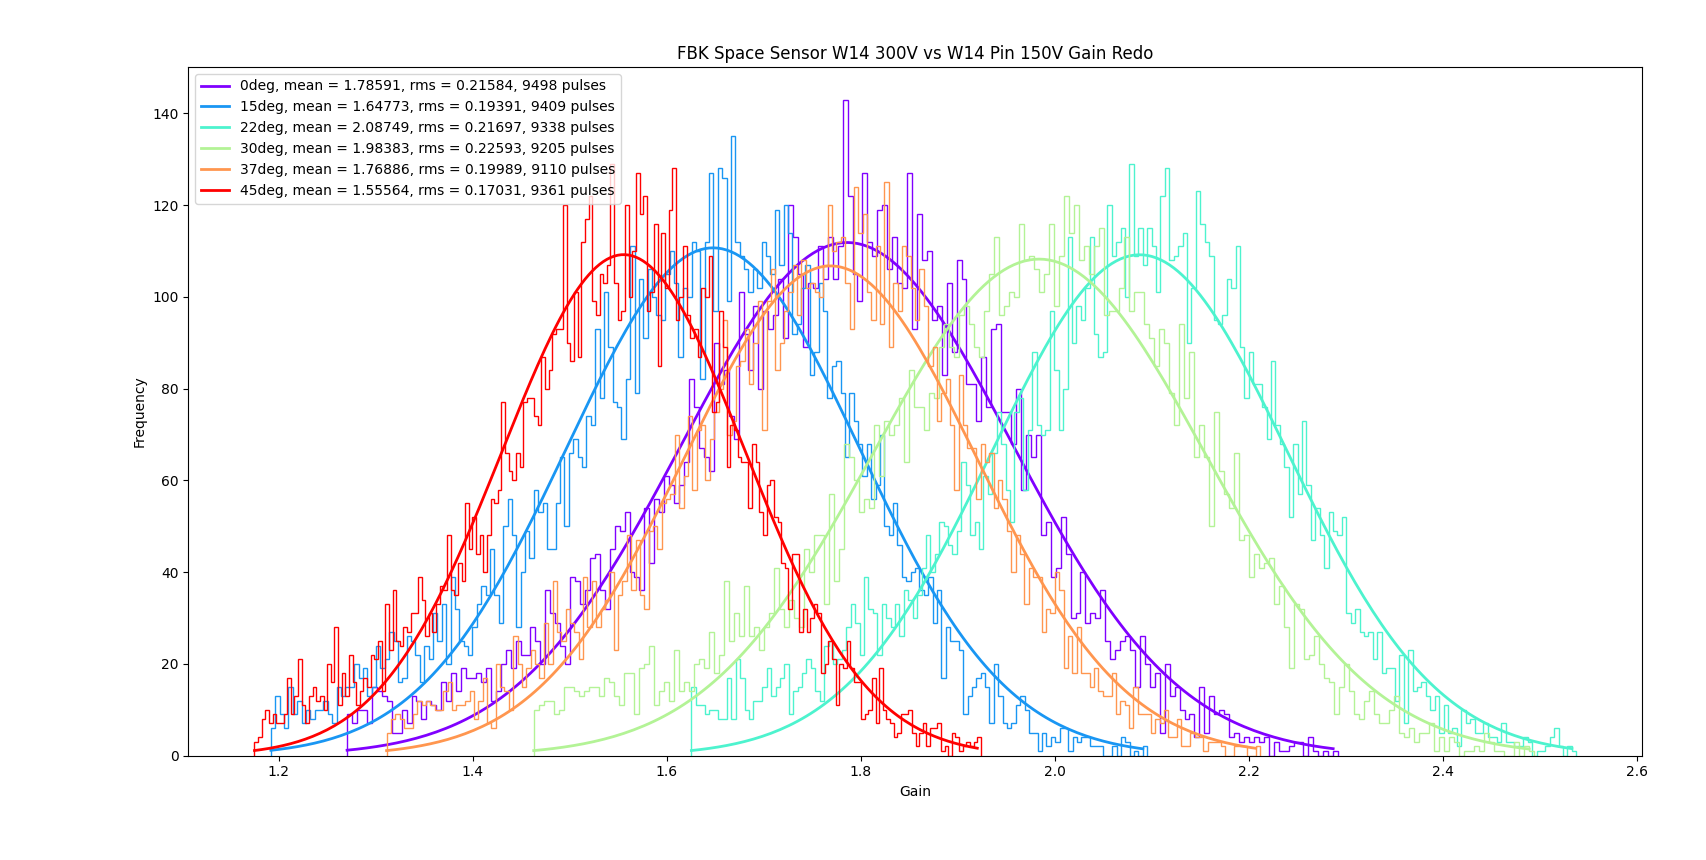 FBK Space Sensor W14 300V vs W14 Pin 150V Gain Redo
0deg, mean = 1.78591, rms = 0.21584, 9498 pulses
15deg, mean = 1.64773, rms = 0.19391, 9409 pulses
22deg, mean = 2.08749, rms = 0.21697, 9338 pulses
30deg, mean = 1.98383, rms = 0.22593, 9205 pulses
37deg, mean = 1.76886, rms = 0.19989, 9110 pulses
45deg, mean = 1.55564, rms = 0.17031, 9361 pulses
140
120
100
80
60
40
20
0
Frequency
1.2 1.4 1.6 1.8 2.0 2.2 2.4 2.6
Gain